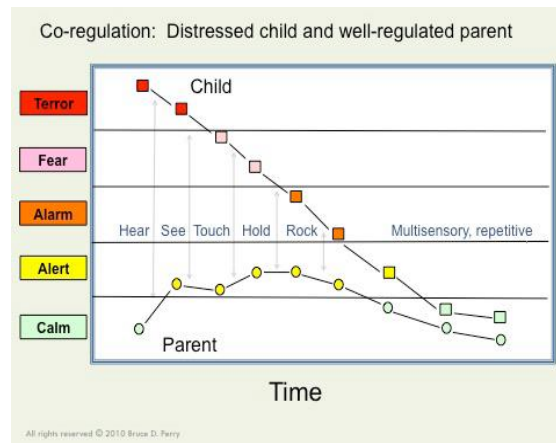 Co-regulation: Distressed child and well-regulated parent
Child
Terror
Fear
Alarm
Hear See Touch Hold Rock Multisensory, repetitive
Alert
Calm
Parent
Time
All rights reserved © 2010 Bruce D. Perry